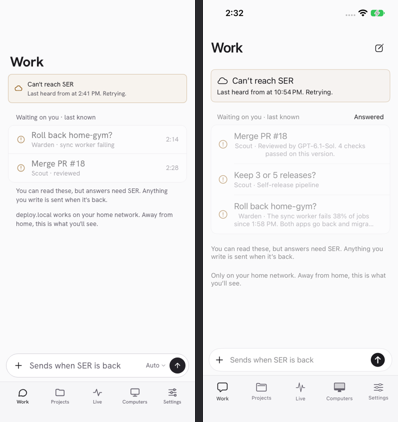 Work
Can't reach SER
Last heard from at 2:41 PM. Retrying.
Waiting on you · last known
Roll back home-gym?
Warden · sync worker failing
2:14
Merge PR #18
Scout · reviewed
2:26
You can read these, but answers need SER. Anything
you write is sent when it's back.
deploy.local works on your home network. Away from
home, this is what you'll see.
Sends when SER is back
Auto
Work
Projects
Live
Computers
Settings
2:32
Work
Can't reach SER
Last heard from at 10:54 PM. Retrying.
Waiting on you · last known
Answered
Merge PR #18
Scout · Reviewed by GPT-6.1-Sol. 4 checks
passed on this version
Keep 3 or 5 releases?
Scout · Self-release pipeline
Roll back home-gym?
Warden · The sync worker fails 38% of jobs
since 1:58 PM. Both apps go back and migra...
You can read these, but answers need SER. Anything you
write is sent when it's back.
Only on your home network. Away from home, this is what
you'll see.
Sends when SER is back
Work
Projects
Live
Computers
Settings